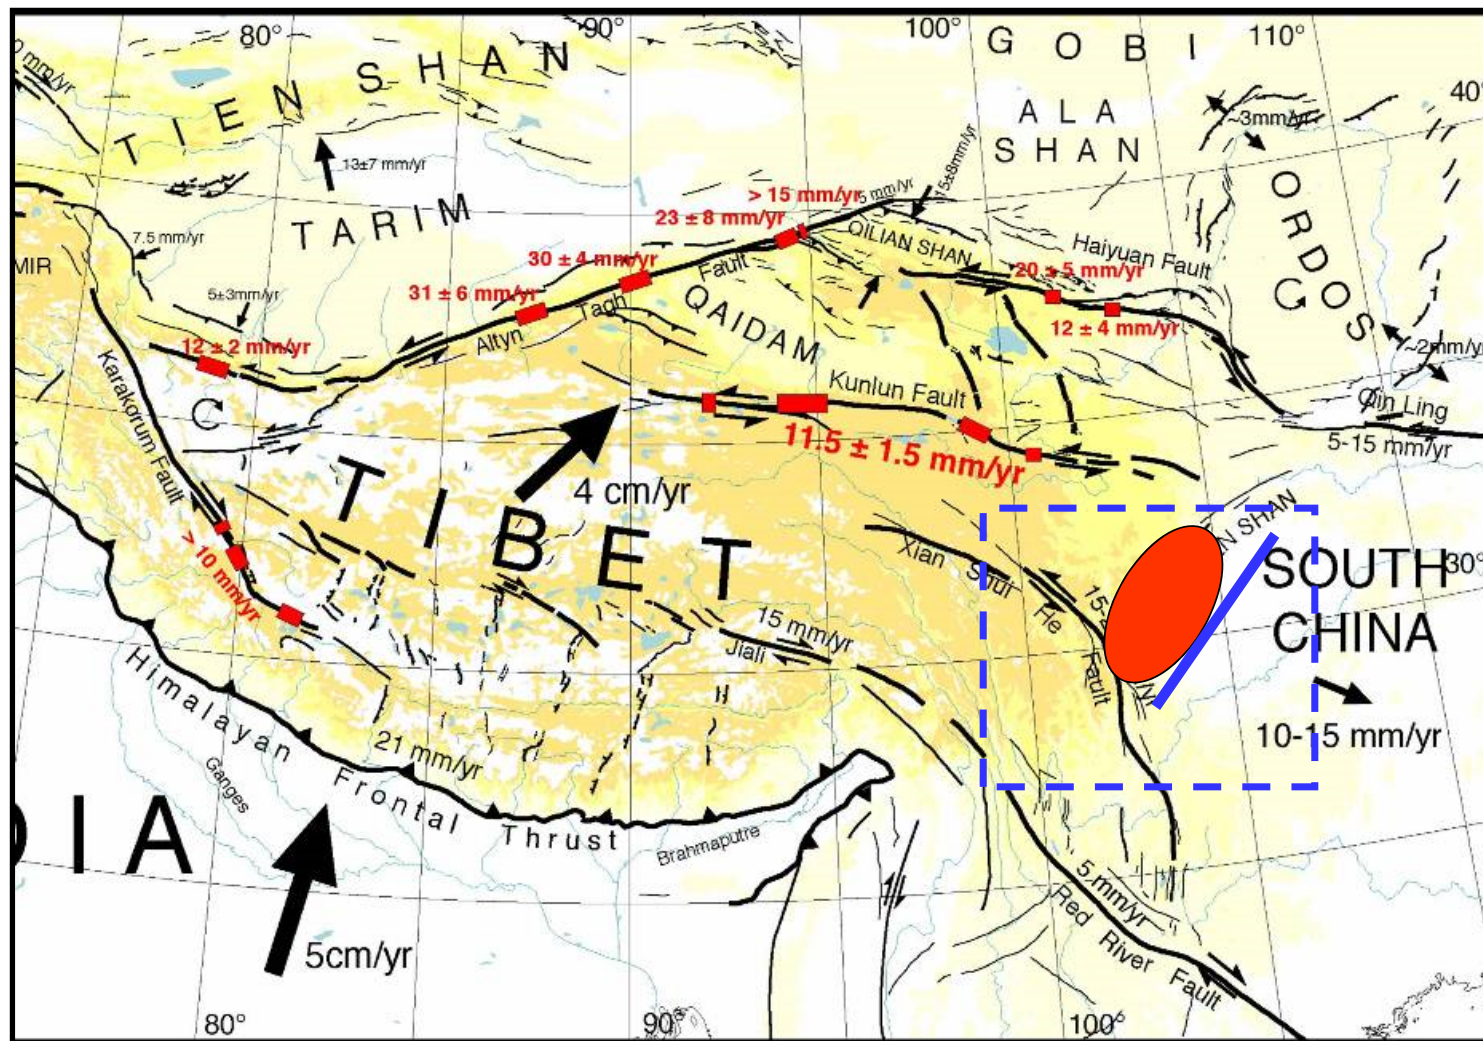 80°
90°
100°
110°
GOBI
40°
TIEN SHAN
ALA
SHAN
~3mm/yr
0 mm/yr
13±7 mm/yr
15±8mm/yr
5 mm/yr
> 15 mm/yr
23 ± 8 mm/yr
TARIM
ORDOS
7.5 mm/yr
QILIAN SHAN
Haiyuan Fault
MIR
30 ± 4 mm/yr
20 ± 5 mm/yr
5±3mm/yr
31 ± 6 mm/yr
Altyn Tagh Fault
QAIDAM
12 ± 4 mm/yr
12 ± 2 mm/yr
~2mm/yr
Karakorum Fault
Kunlun Fault
Qin Ling
11.5 ± 1.5 mm/yr
5-15 mm/yr
TIBET
4 cm/yr
> 10 mm/yr
Xian Shui He Fault
SHAN
SOUTH
CHINA
30°
15 mm/yr
Jiali
Himalayan Frontal Thrust
21 mm/yr
10-15 mm/yr
Ganges
DIA
Brahmaputre
5 mm/yr
Red River Fault
5cm/yr
80°
90°
100°